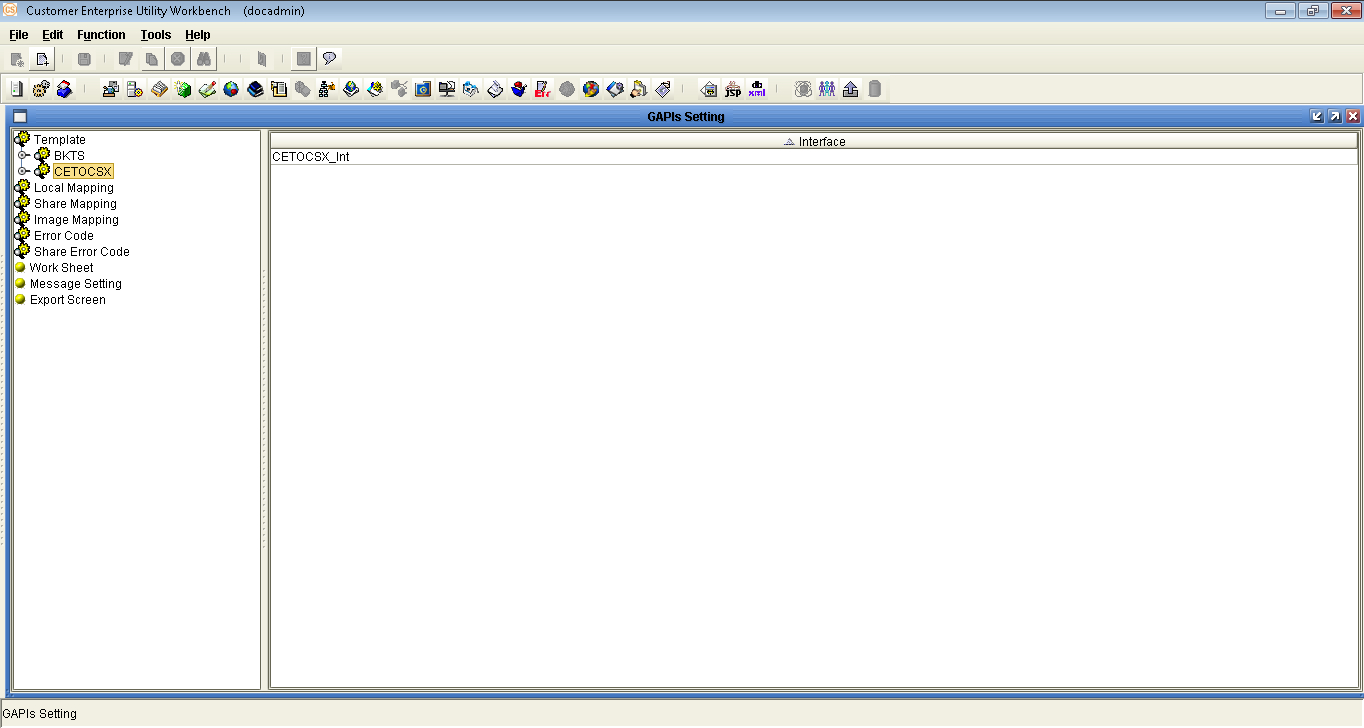 CS Customer Enterprise Utility Workbench (docadmin)
File Edit Function Tools Help
jsp xml
GAPIs Setting
Template
BKTS
CETOCSX
Local Mapping
Share Mapping
Image Mapping
Error Code
Share Error Code
Work Sheet
Message Setting
Export Screen
Interface
CETOCSX_Int
GAPIs Setting